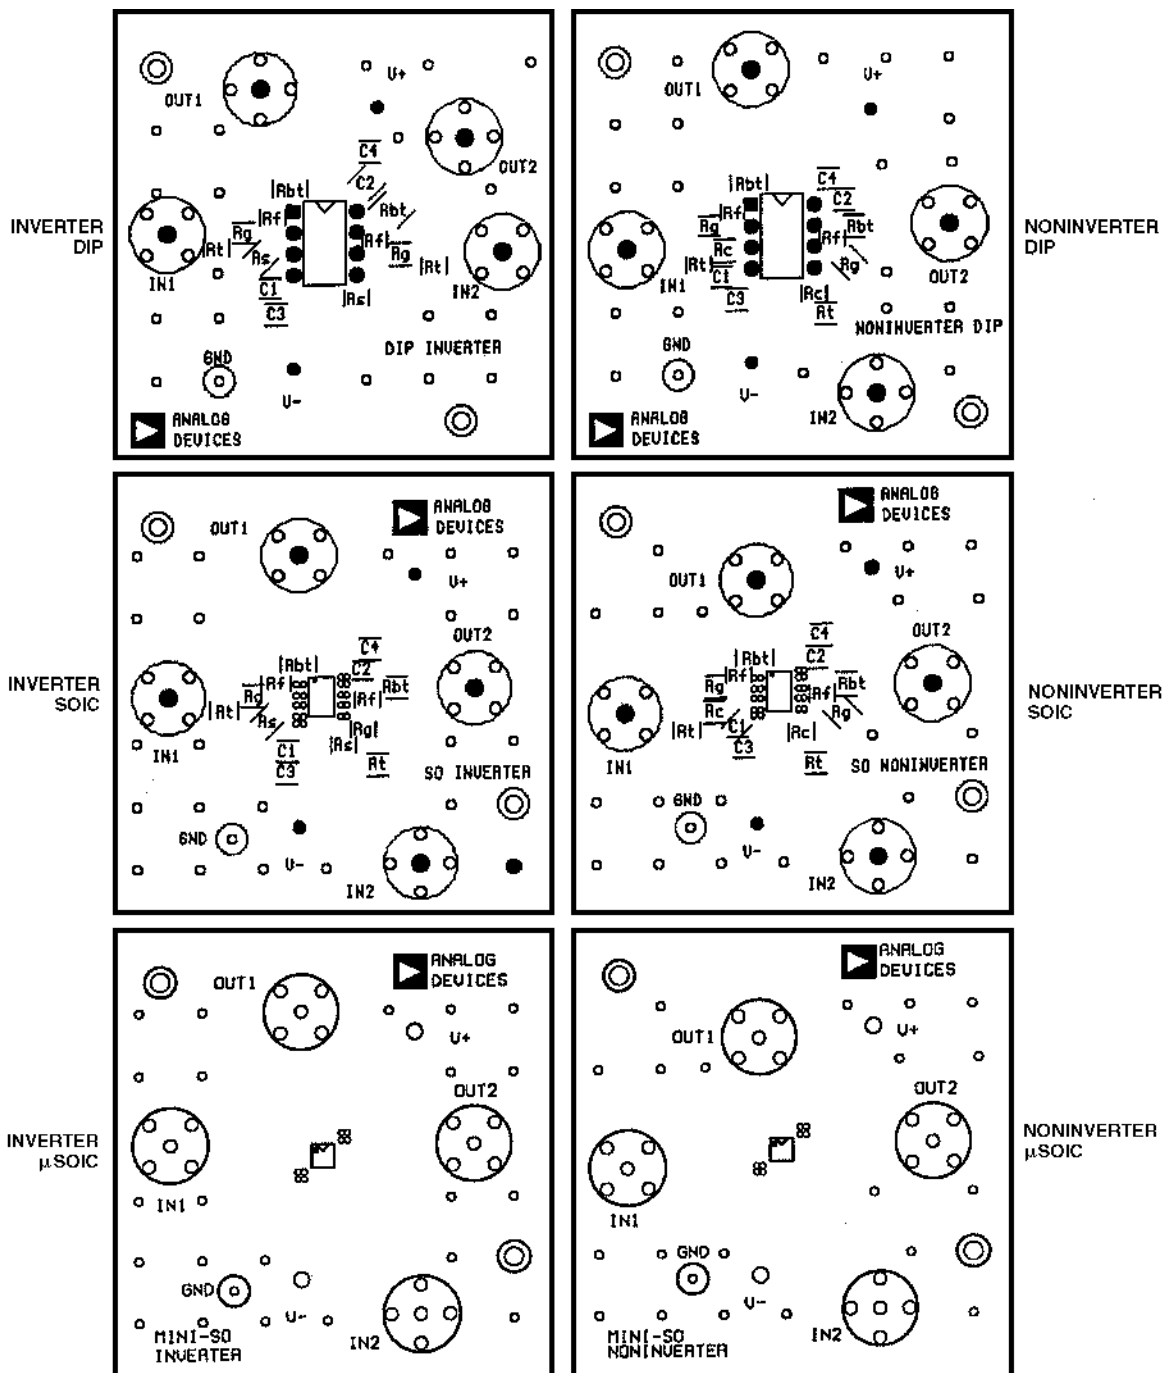 INVERTER
DIP
OUT1
V+
C4
C2
OUT2
Rbt
Rf
Rbt
Rg
Rt
Rs
Rf
Rg
Rt
IN1
C1
C3
Rs
IN2
DIP INVERTER
GND
V-
ANALOG
DEVICES
NONINVERTER
DIP
OUT1
V+
C4
C2
Rbt
Rf
Rg
Rc
Rt
Rbt
Rf
Rg
OUT2
IN1
C1
C3
Rc
Rt
NONINVERTER DIP
GND
V-
IN2
ANALOG
DEVICES
INVERTER
SOIC
ANALOG
DEVICES
OUT1
V+
OUT2
C4
C2
Rbt
Rf
Rg
Rt
Rs
Rbt
Rf
Rg
Rs
Rt
IN1
C1
C3
SO INVERTER
GND
V-
IN2
NONINVERTER
SOIC
ANALOG
DEVICES
OUT1
V+
OUT2
C4
C2
Rbt
Rf
Rg
Rc
Rt
Rbt
Rf
Rg
C1
C3
Rc
Rt
IN1
SO NONINVERTER
GND
V-
IN2
INVERTER
µSOIC
ANALOG
DEVICES
OUT1
V+
OUT2
IN1
GND
V-
IN2
MINI-SO
INVERTER
NONINVERTER
µSOIC
ANALOG
DEVICES
OUT1
V+
OUT2
IN1
GND
V-
IN2
MINI-SO
NONINVERTER